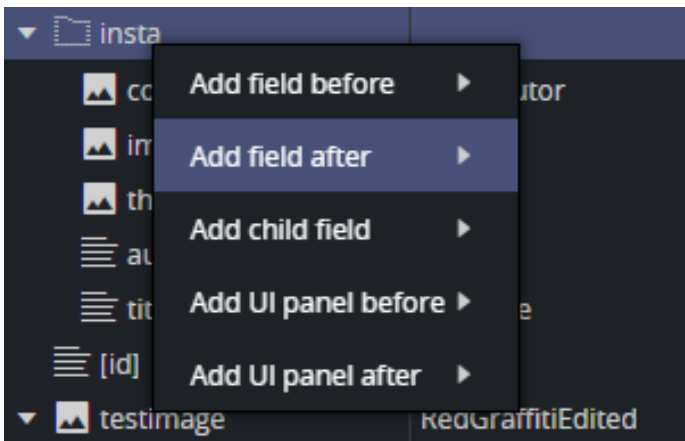 insta
Add field before
Add field after
Add child field
Add UI panel before
Add UI panel after
[id]
testimage RedGraffitiEdited